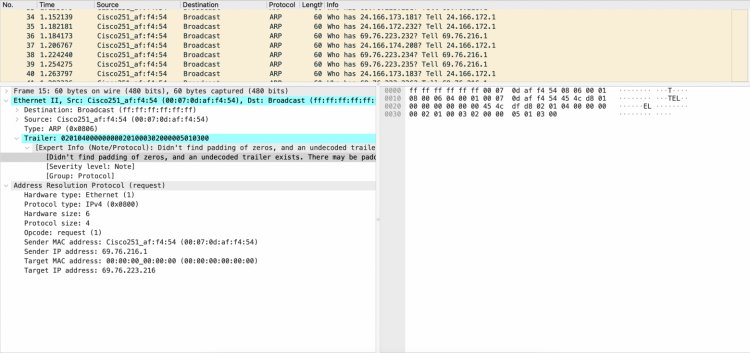 No. Time Source Destination Protocol Length Info
34 1.152139 Cisco251_af:f4:54 Broadcast ARP 60 Who has 24.166.173.181? Tell 24.166.172.1
35 1.182181 Cisco251_af:f4:54 Broadcast ARP 60 Who has 24.166.172.232? Tell 24.166.172.1
36 1.184573 Cisco251_af:f4:54 Broadcast ARP 60 Who has 69.76.223.232? Tell 69.76.216.1
37 1.206767 Cisco251_af:f4:54 Broadcast ARP 60 Who has 24.166.174.208? Tell 24.166.172.1
38 1.224240 Cisco251_af:f4:54 Broadcast ARP 60 Who has 69.76.223.234? Tell 69.76.216.1
39 1.254275 Cisco251_af:f4:54 Broadcast ARP 60 Who has 69.76.223.235? Tell 69.76.216.1
40 1.263797 Cisco251_af:f4:54 Broadcast ARP 60 Who has 24.166.173.183? Tell 24.166.172.1
Frame 15: 60 bytes on wire (480 bits), 60 bytes captured (480 bits)
Ethernet II, Src: Cisco251_af:f4:54 (00:07:0d:af:f4:54), Dst: Broadcast (ff:ff:ff:ff:ff:
Destination: Broadcast (ff:ff:ff:ff:ff:ff)
Source: Cisco251_af:f4:54 (00:07:0d:af:f4:54)
Type: ARP (0x0806)
Trailer: 020104000000000201000302000005010300
[Expert Info (Note/Protocol): Didn't find padding of zeros, and an undecoded traile
[Didn't find padding of zeros, and an undecoded trailer exists. There may be padd
[Severity level: Note]
[Group: Protocol]
Address Resolution Protocol (request)
Hardware type: Ethernet (1)
Protocol type: IPv4 (0x0800)
Hardware size: 6
Protocol size: 4
Opcode: request (1)
Sender MAC address: Cisco251_af:f4:54 (00:07:0d:af:f4:54)
Sender IP address: 69.76.216.1
Target MAC address: 00:00:00_00:00:00 (00:00:00:00:00:00)
Target IP address: 69.76.223.216
0000 ff ff ff ff ff ff 00 07 0d af f4 54 08 06 00 01 ········ ···T····
0010 08 00 06 04 00 01 00 07 0d af f4 54 45 4c d8 01 ········ ···TEL··
0020 00 00 00 00 00 00 45 4c df d8 02 01 04 00 00 00 ······EL ········
0030 00 02 01 00 03 02 00 00 05 01 03 00 ········ ····